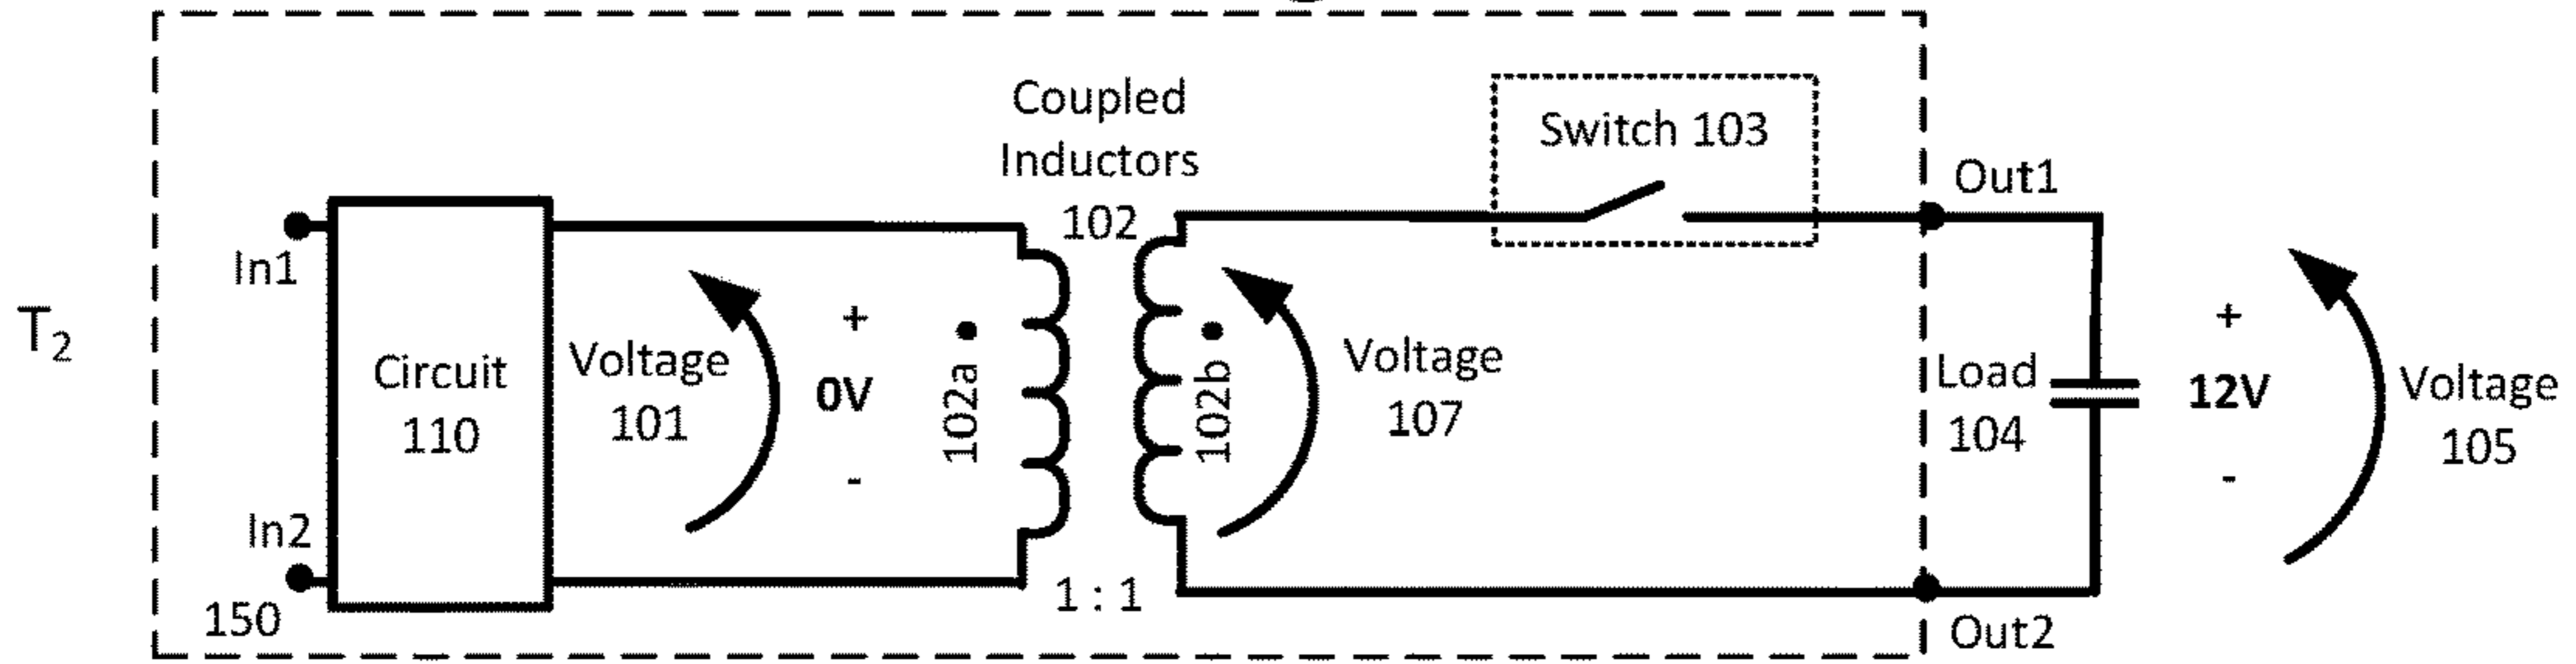 T2
150
In1
In2
Circuit
110
Voltage
101
+
0V
-
102a
Coupled
Inductors
102
1 : 1
102b
Voltage
107
Switch 103
Out1
Out2
Load
104
+
12V
-
Voltage
105